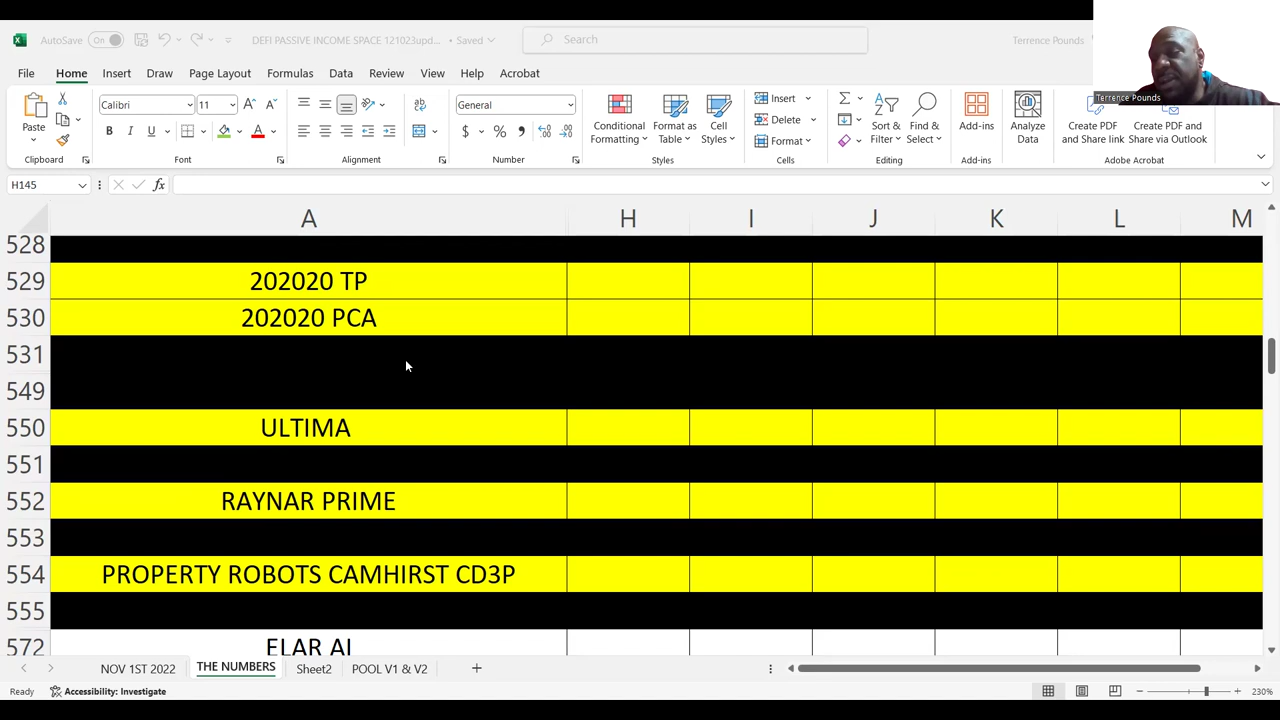 AutoSave On DEFI PASSIVE INCOME SPACE 121023upd... • Saved Search Terrence Pounds
File Home Insert Draw Page Layout Formulas Data Review View Help Acrobat
Terrence Pounds
Paste
Calibri 11
B I U
General
$ % ,
Conditional Formatting
Format as Table
Cell Styles
Insert
Delete
Format
Sort & Filter
Find & Select
Add-ins
Analyze Data
Create PDF and Share link
Create PDF and Share via Outlook
Clipboard Font Alignment Number Styles Cells Editing Add-ins Adobe Acrobat
H145 fx
A H I J K L M
528
529 202020 TP
530 202020 PCA
531
549
550 ULTIMA
551
552 RAYNAR PRIME
553
554 PROPERTY ROBOTS CAMHIRST CD3P
555
572 ELAR AI
NOV 1ST 2022 THE NUMBERS Sheet2 POOL V1 & V2
Ready Accessibility: Investigate 230%